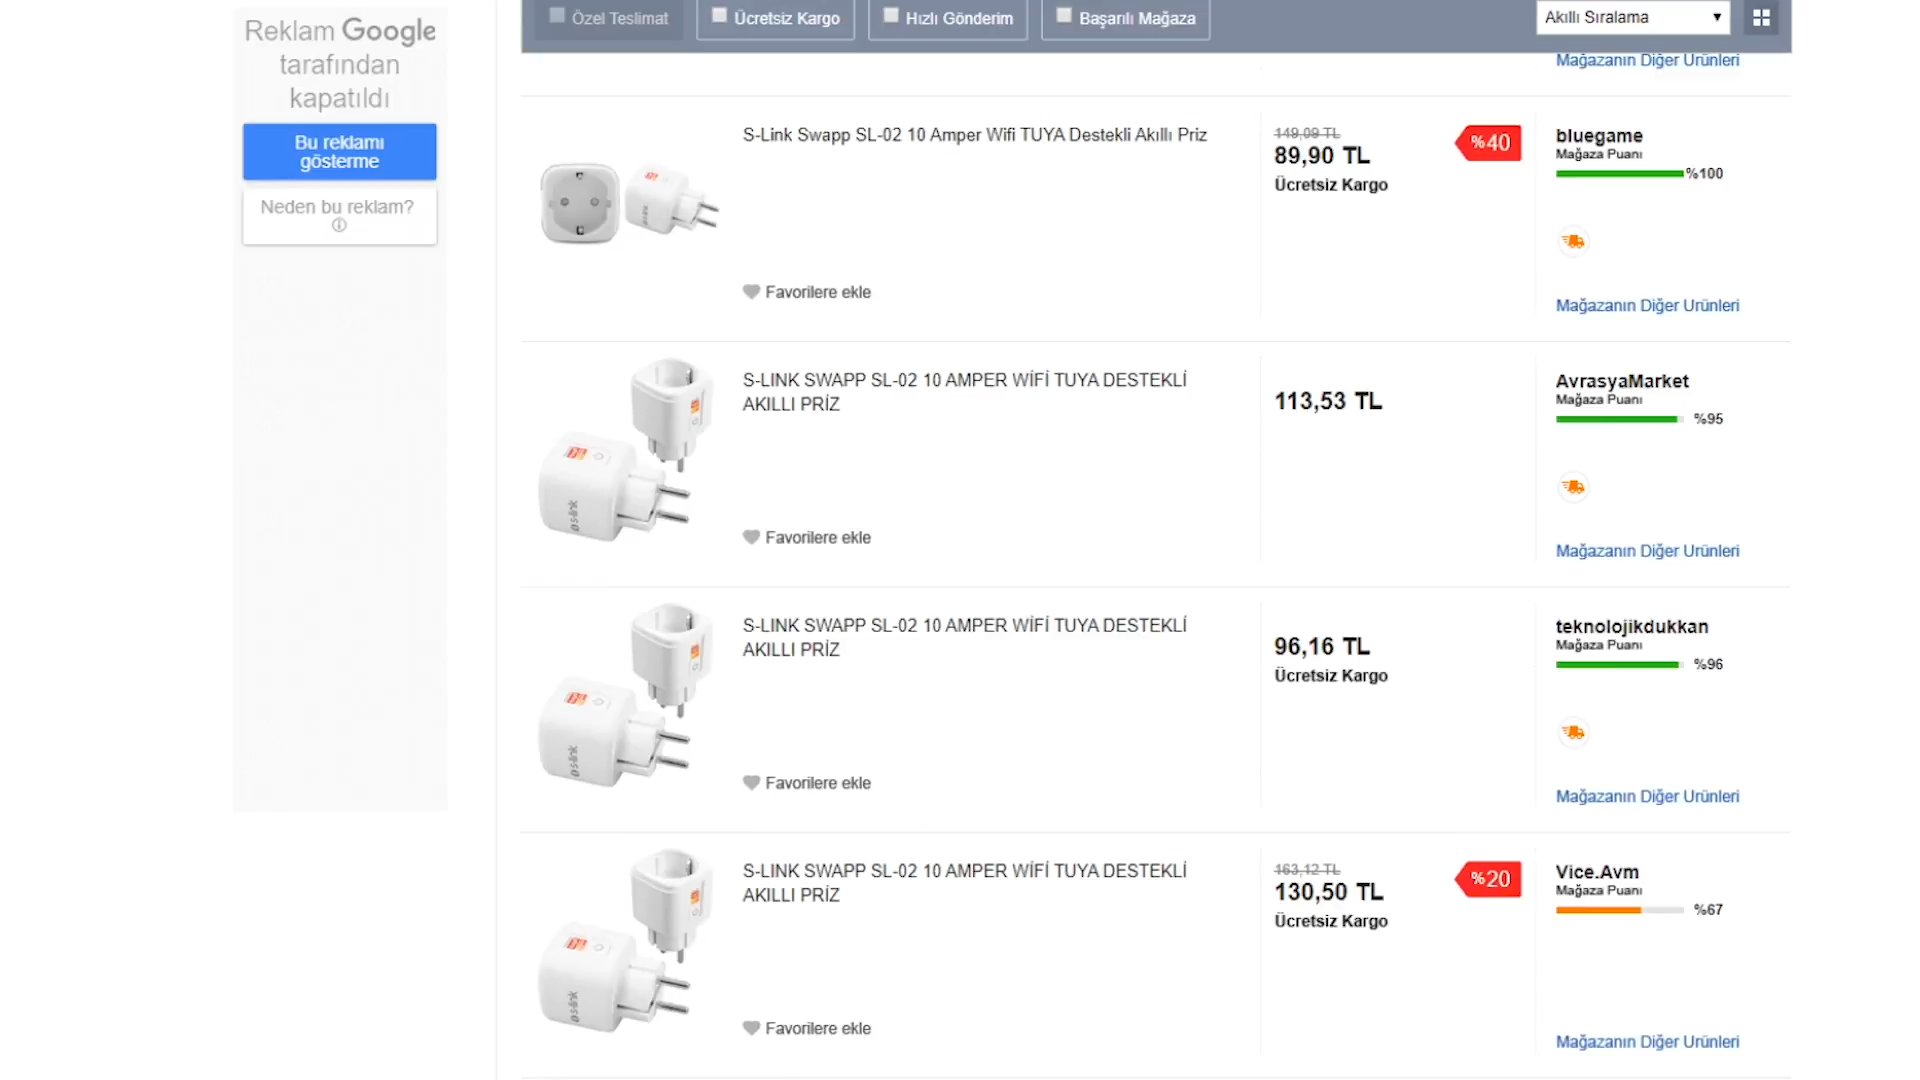 Reklam Google
tarafından
kapatıldı
Bu reklamı
gösterme
Neden bu reklam?
Özel Teslimat
Ücretsiz Kargo
Hızlı Gönderim
Başarılı Mağaza
Akıllı Sıralama
Mağazanın Diğer Ürünleri
S-Link Swapp SL-02 10 Amper Wifi TUYA Destekli Akıllı Priz
Favorilere ekle
149,09 TL
89,90 TL
Ücretsiz Kargo
%40
bluegame
Mağaza Puanı
%100
Mağazanın Diğer Ürünleri
S-LINK SWAPP SL-02 10 AMPER WİFİ TUYA DESTEKLİ
AKILLI PRİZ
s-link
Favorilere ekle
113,53 TL
AvrasyaMarket
Mağaza Puanı
%95
Mağazanın Diğer Ürünleri
S-LINK SWAPP SL-02 10 AMPER WİFİ TUYA DESTEKLİ
AKILLI PRİZ
s-link
Favorilere ekle
96,16 TL
Ücretsiz Kargo
teknolojikdukkan
Mağaza Puanı
%96
Mağazanın Diğer Ürünleri
S-LINK SWAPP SL-02 10 AMPER WİFİ TUYA DESTEKLİ
AKILLI PRİZ
s-link
Favorilere ekle
163,12 TL
130,50 TL
Ücretsiz Kargo
%20
Vice.Avm
Mağaza Puanı
%67
Mağazanın Diğer Ürünleri